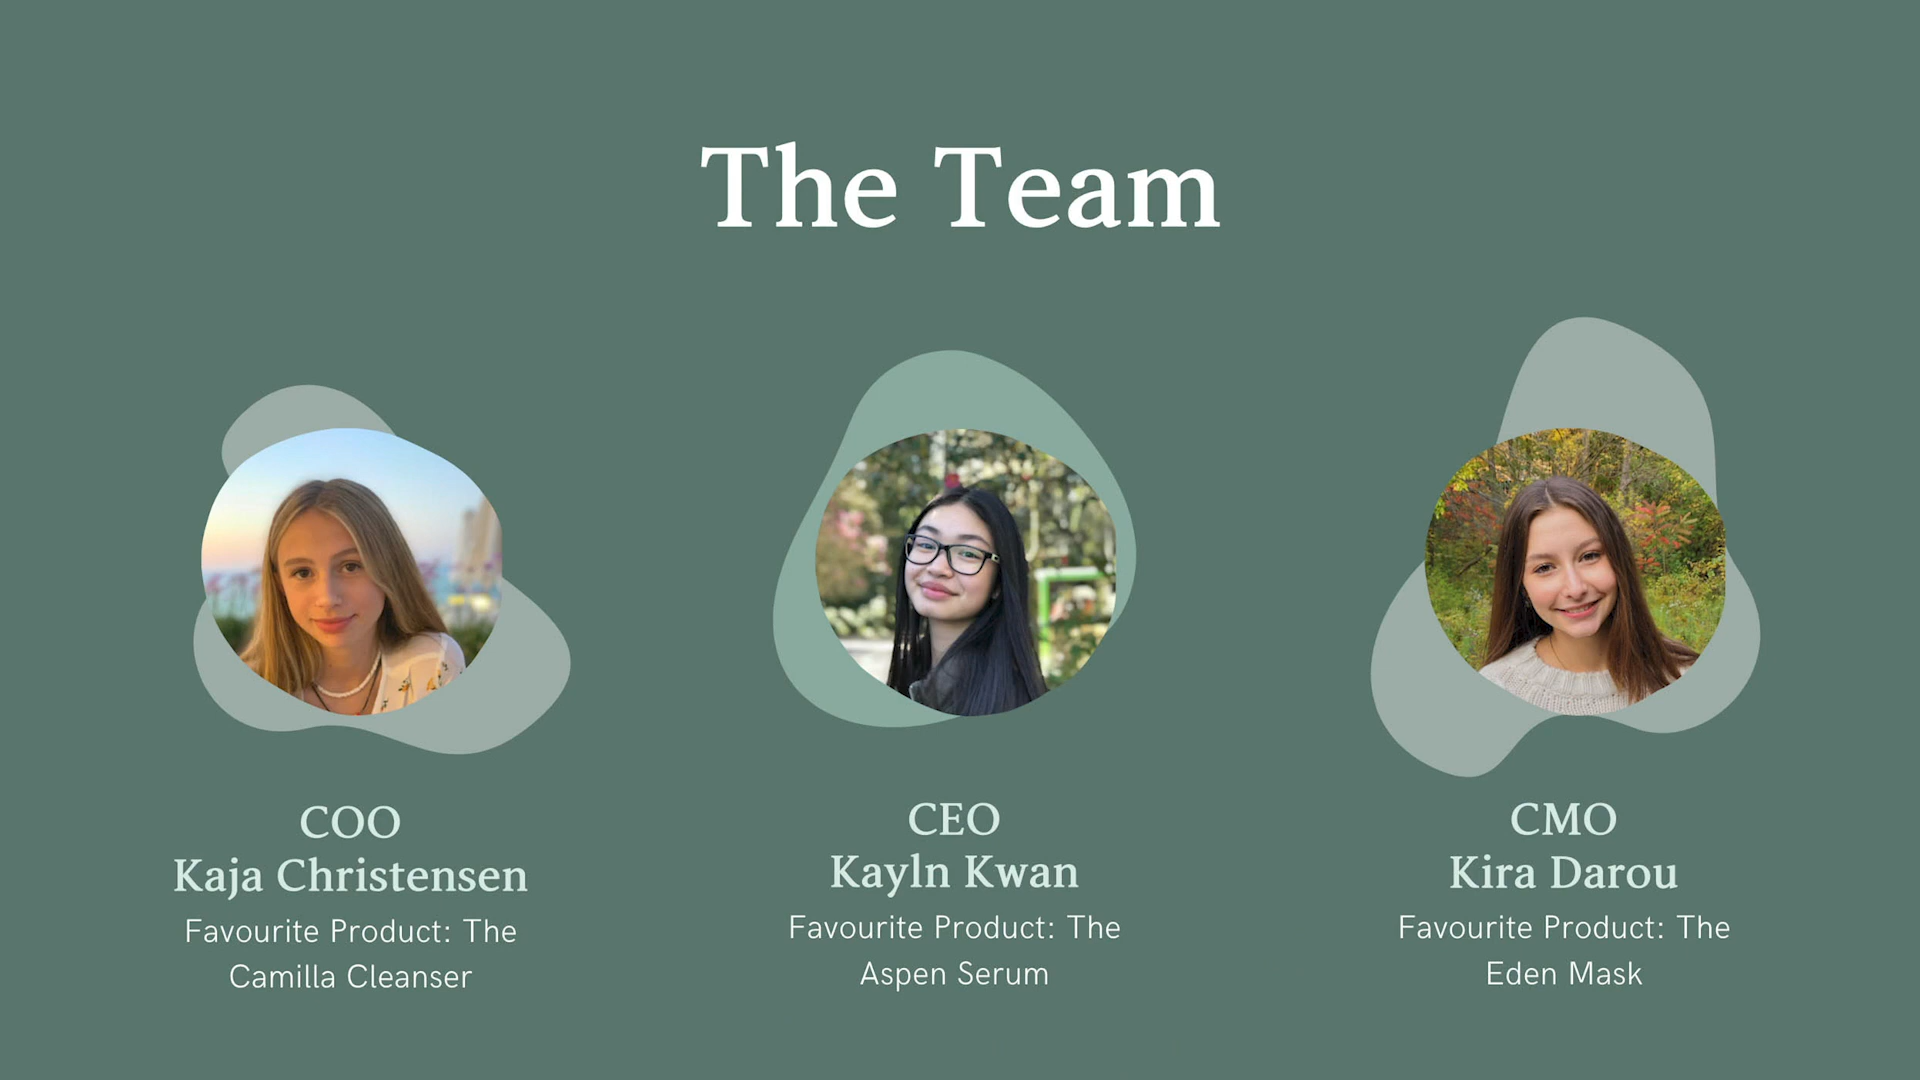 The Team
COO
Kaja Christensen
Favourite Product: The
Camilla Cleanser
CEO
Kayln Kwan
Favourite Product: The
Aspen Serum
CMO
Kira Darou
Favourite Product: The
Eden Mask